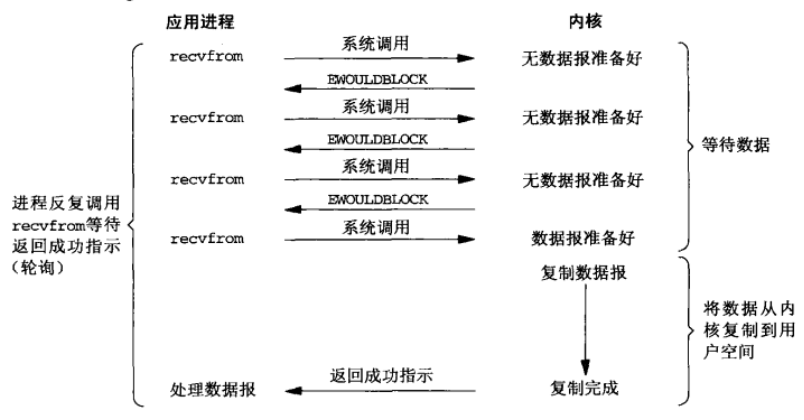 应用进程
内核
recvfrom
系统调用
无数据报准备好
EWOULDBLOCK
recvfrom
系统调用
无数据报准备好
EWOULDBLOCK
recvfrom
系统调用
无数据报准备好
EWOULDBLOCK
recvfrom
系统调用
数据报准备好
等待数据
进程反复调用
recvfrom等待
返回成功指示
(轮询)
复制数据报
将数据从内
核复制到用
户空间
处理数据报
返回成功指示
复制完成